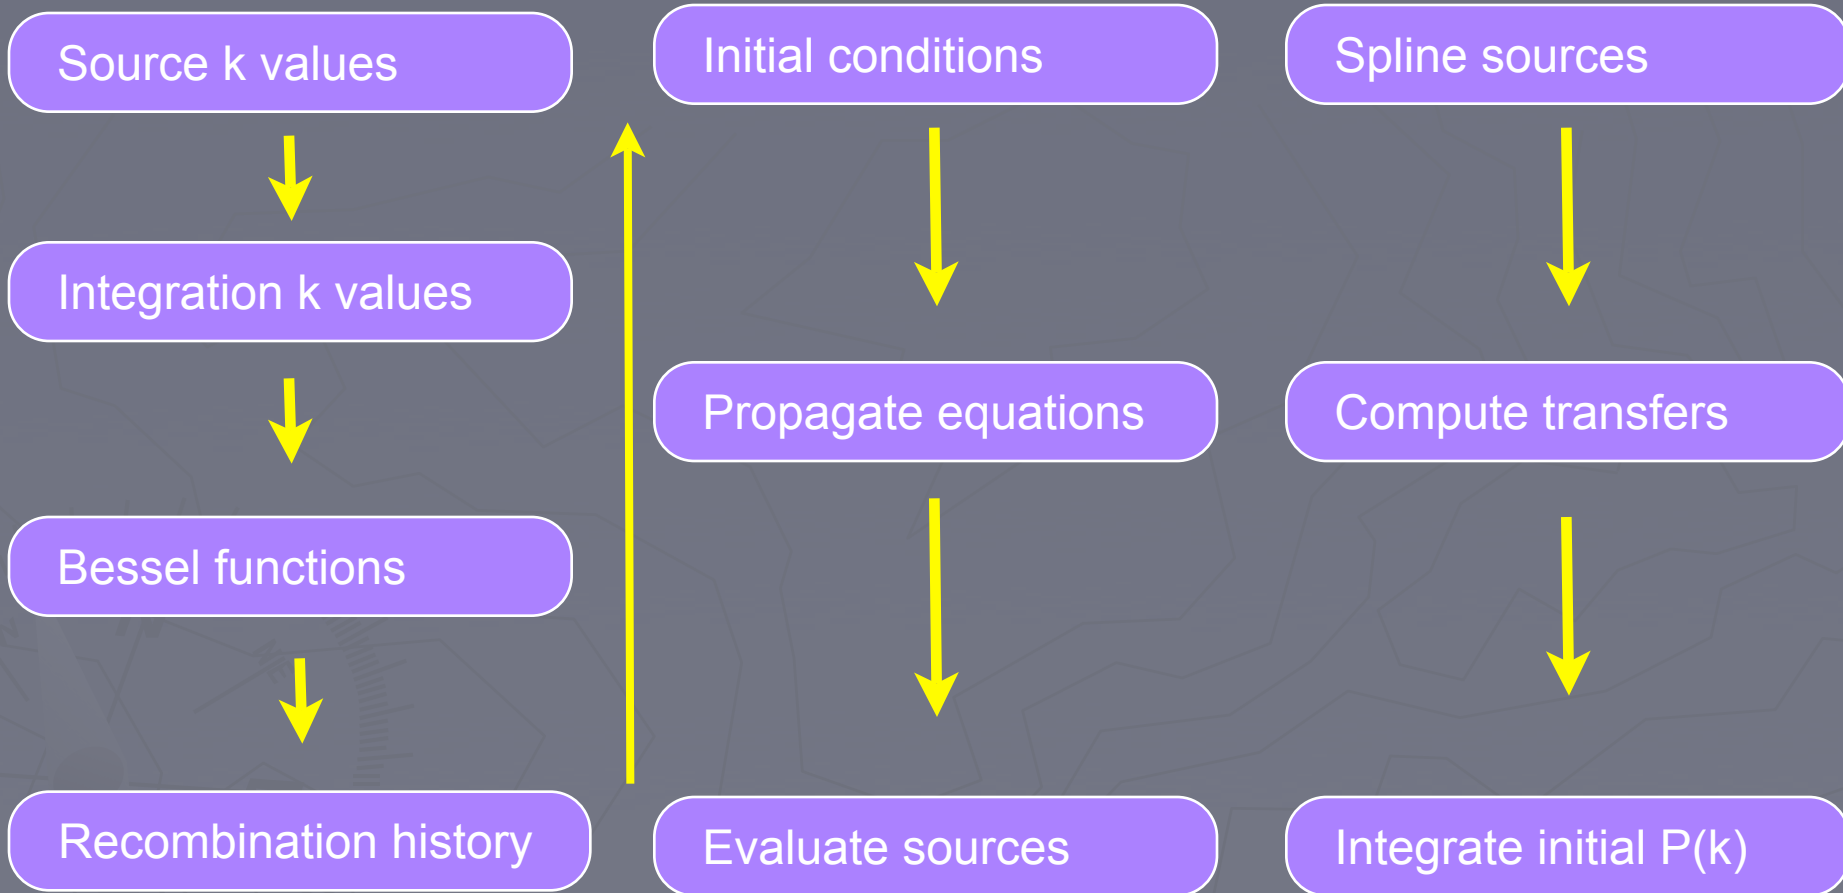 Source k values
Integration k values
Bessel functions
Recombination history
Initial conditions
Propagate equations
Evaluate sources
Spline sources
Compute transfers
Integrate initial P(k)